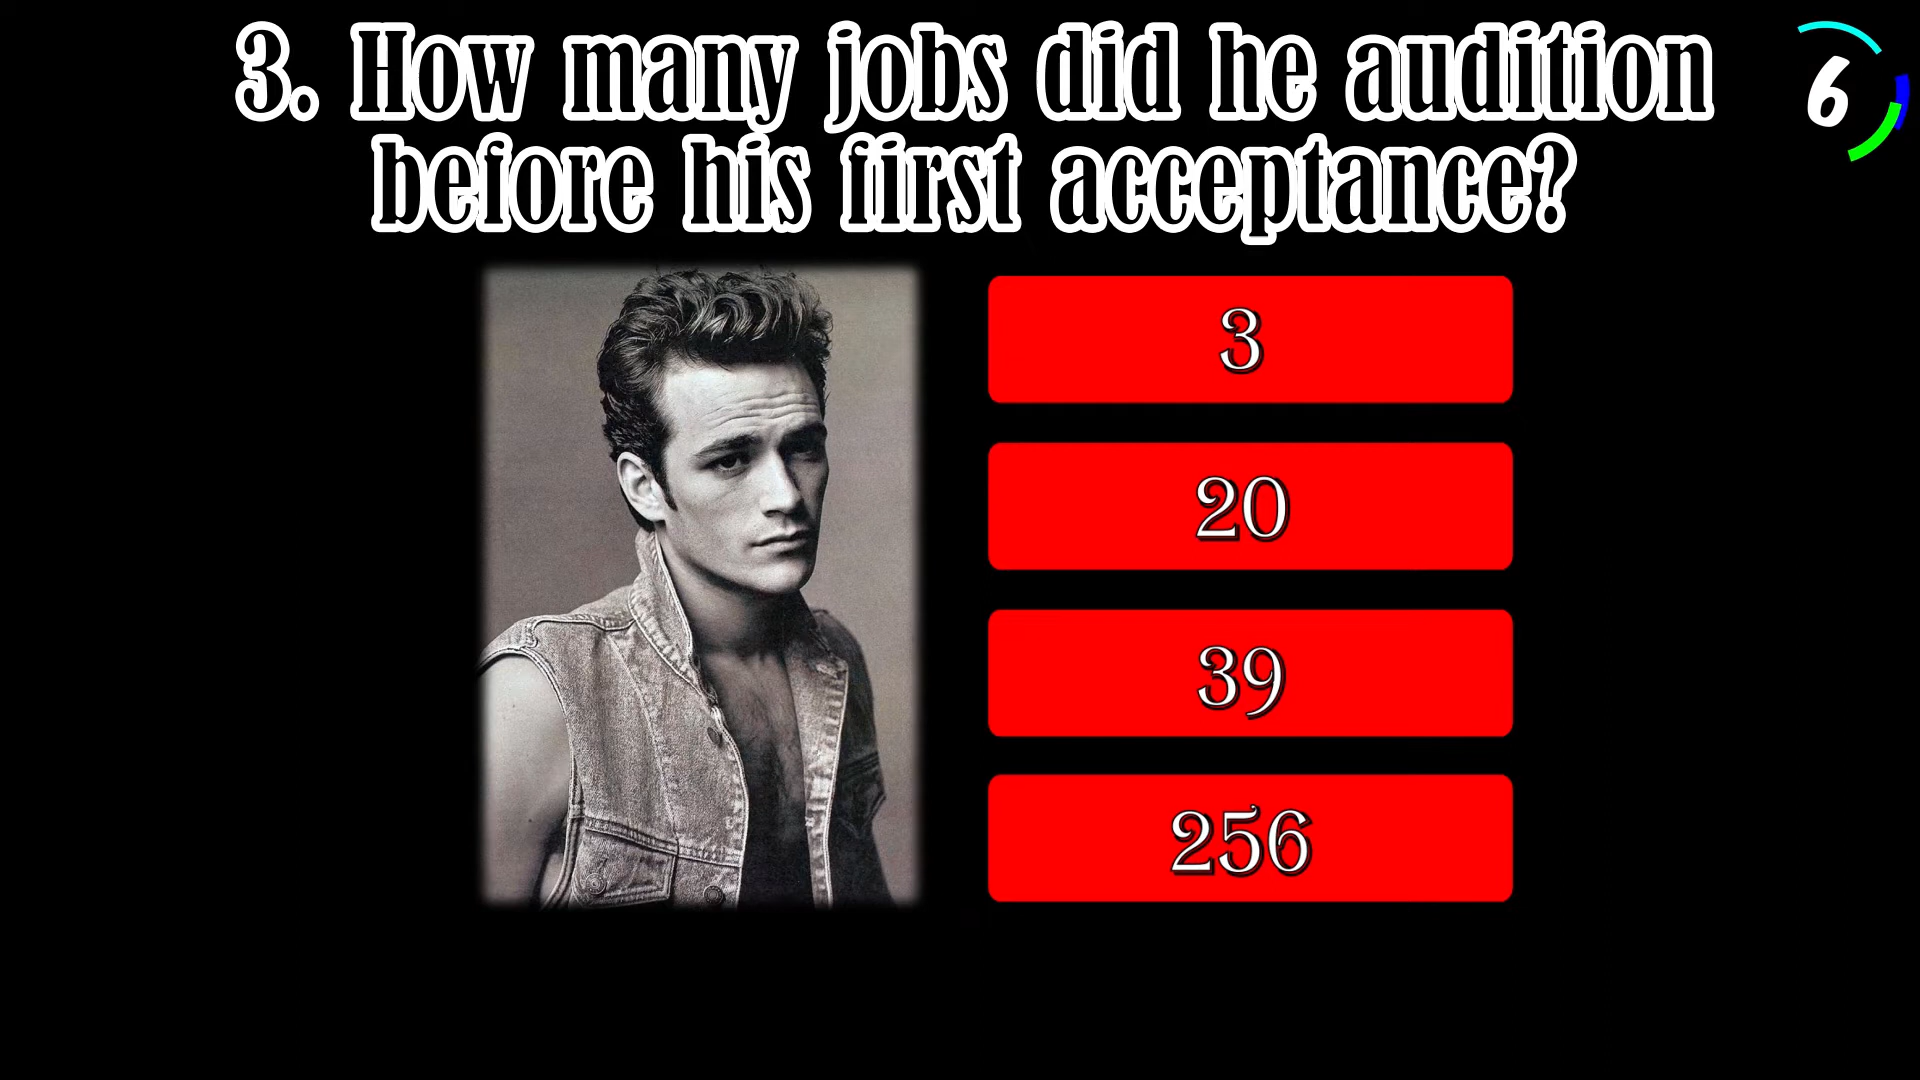 3. How many jobs did he audition
before his first acceptance?
6
3
20
39
256